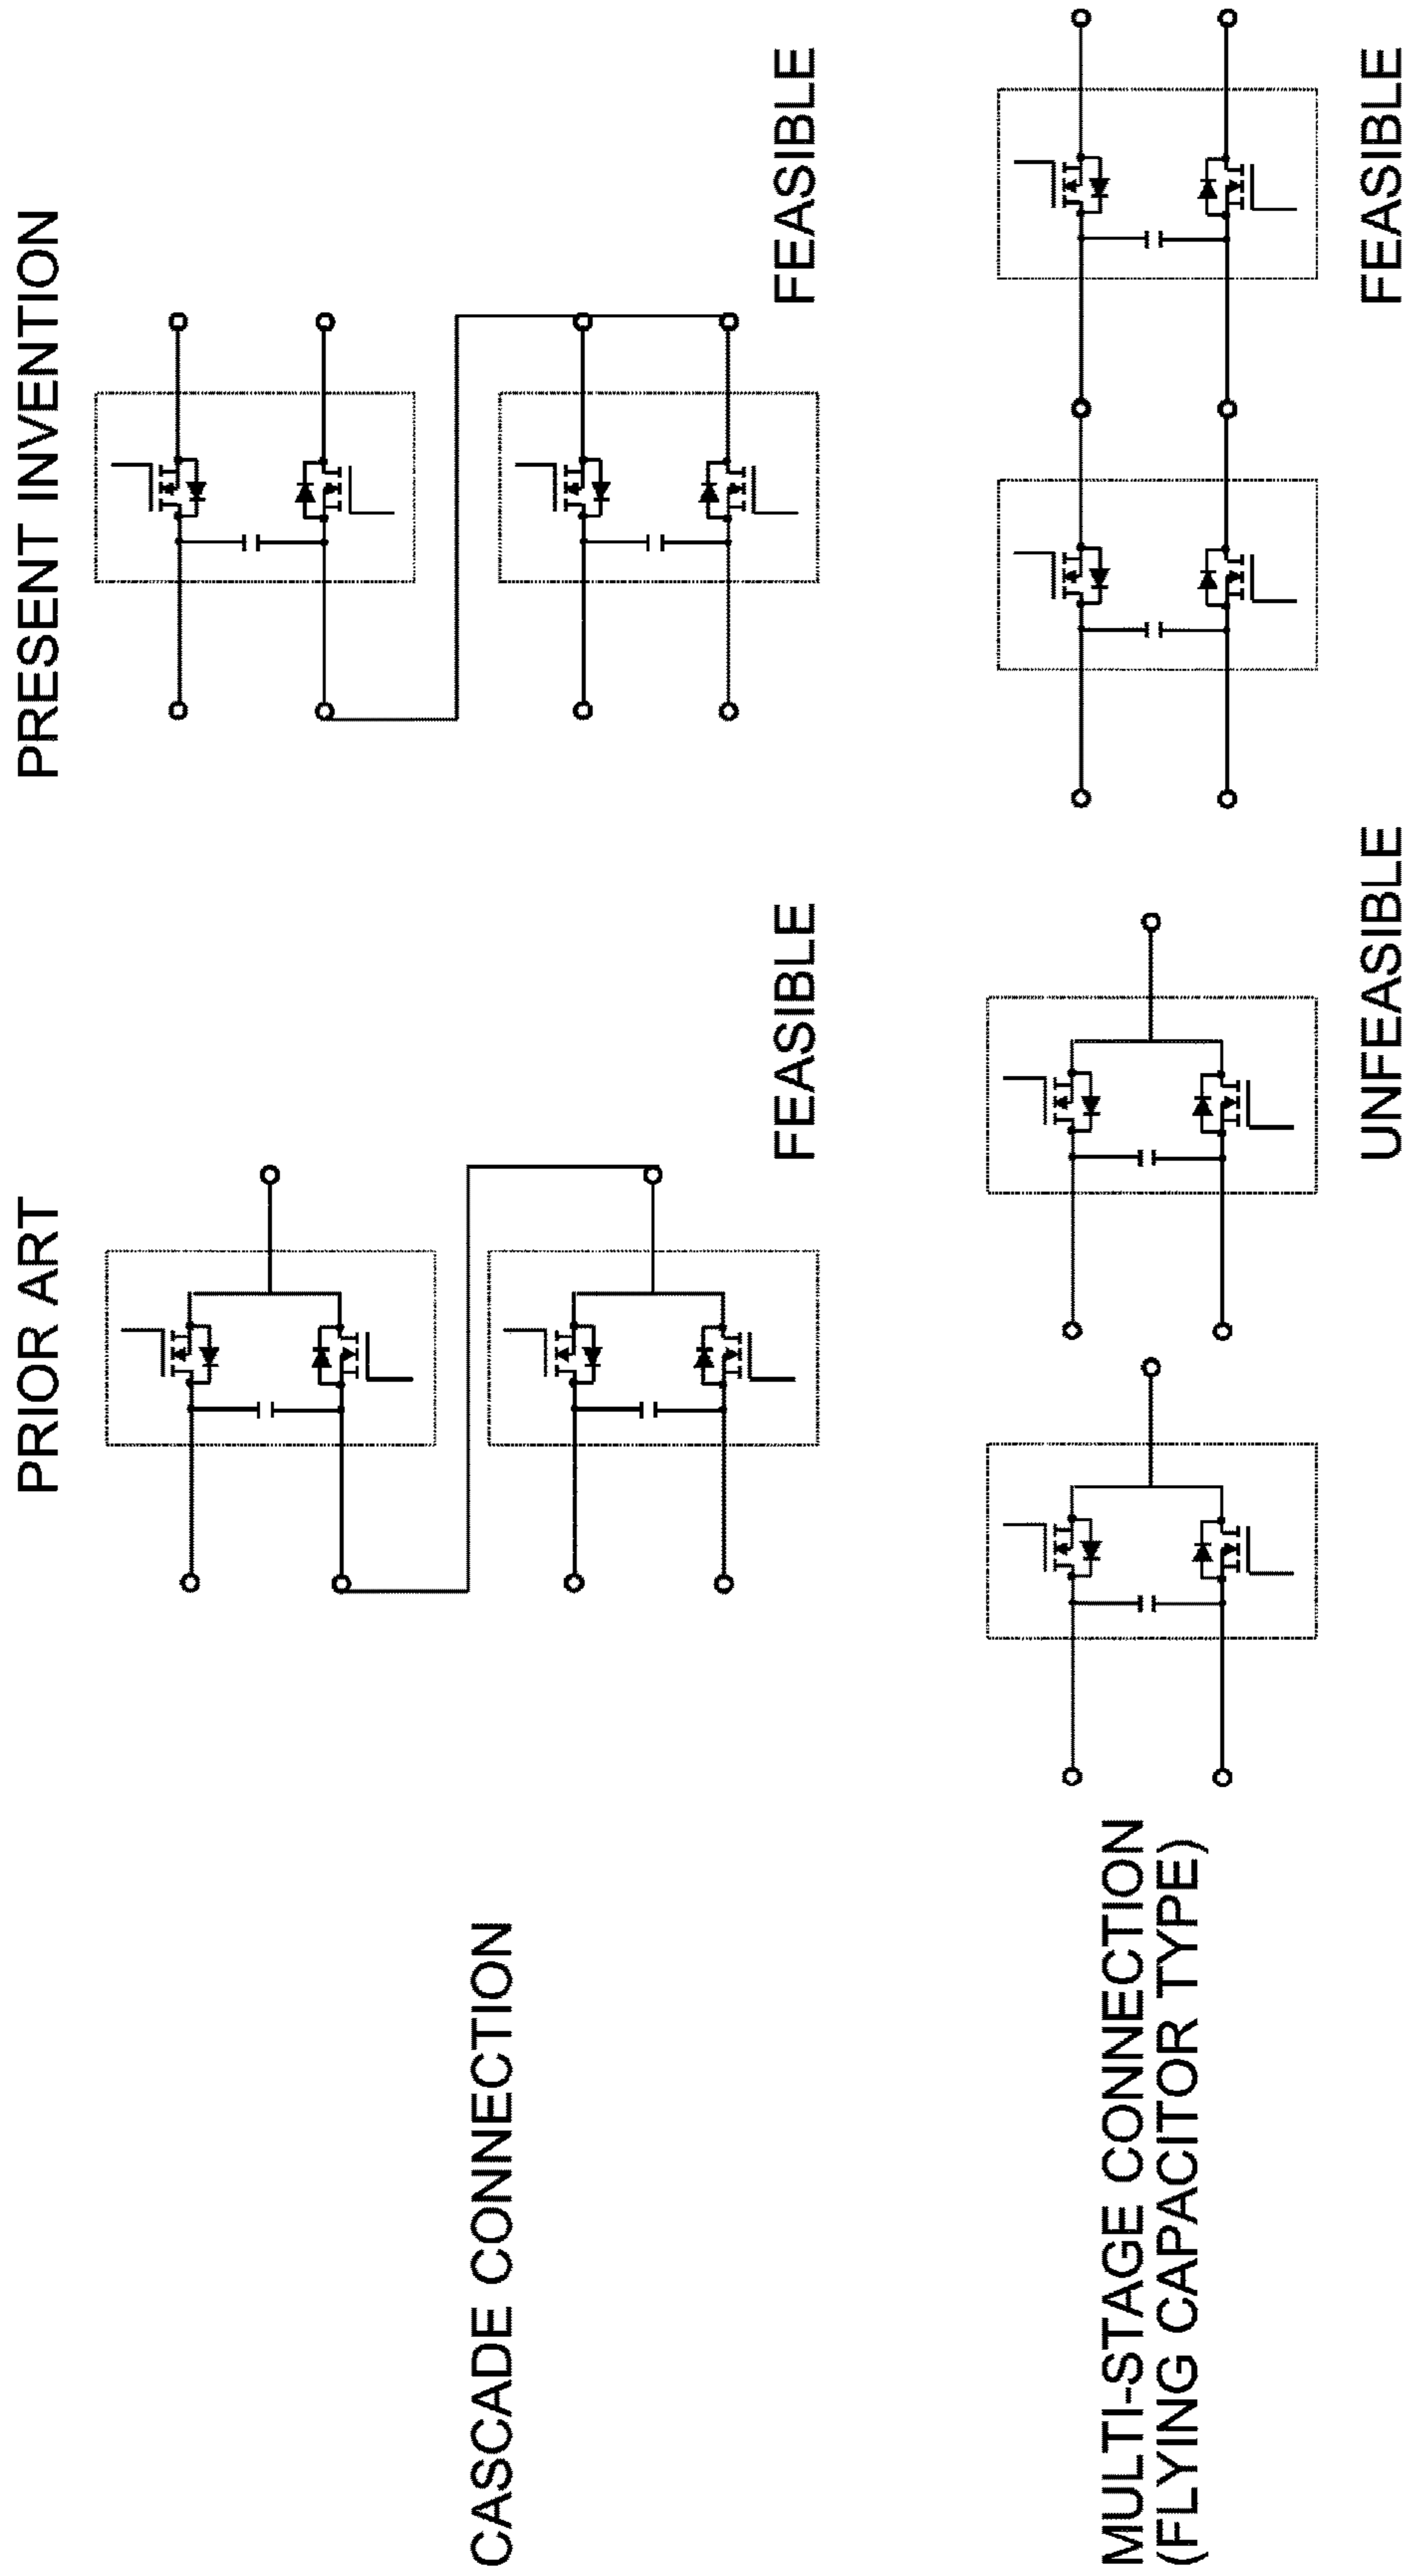 PRIOR ART
PRESENT INVENTION
CASCADE CONNECTION
FEASIBLE
FEASIBLE
MULTI-STAGE CONNECTION
(FLYING CAPACITOR TYPE)
UNFEASIBLE
FEASIBLE